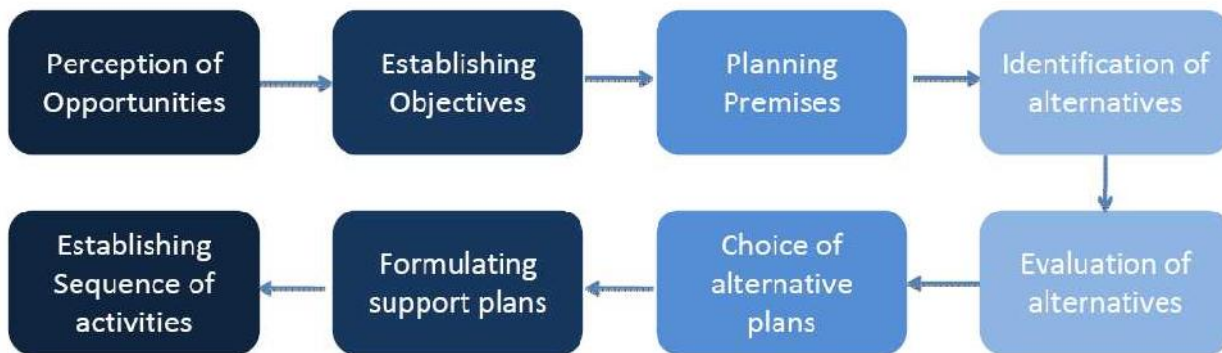 Perception of
Opportunities
Establishing
Objectives
Planning
Premises
Identification of
alternatives
Establishing
Sequence of
activities
Formulating
support plans
Choice of
alternative
plans
Evaluation of
alternatives